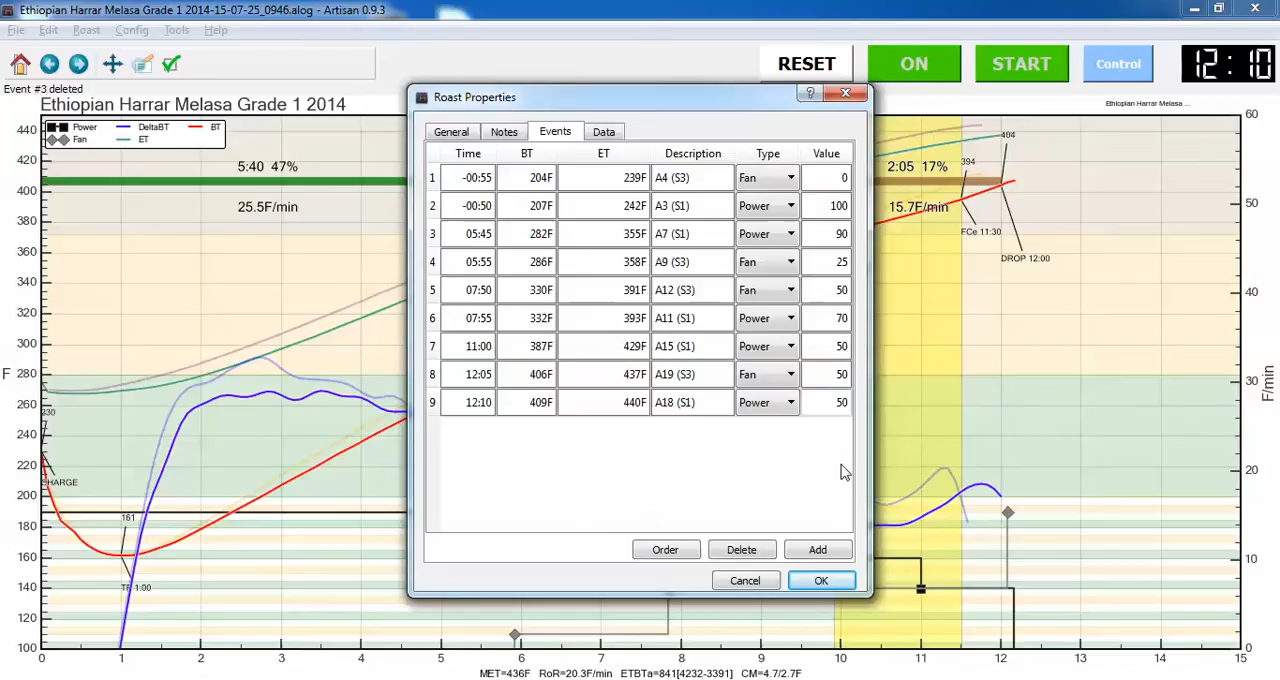 Ethiopian Harrar Melasa Grade 1 2014-15-07-25_0946.alog - Artisan 0.9.3
File Edit Roast Config Tools Help
RESET ON START Control 12:10
Event #3 deleted
Ethiopian Harrar Melasa Grade 1 2014
Ethiopian Harrar Melasa ...
Power DeltaBT BT
Fan ET
5:40 47%
25.5F/min
2:05 17%
15.7F/min
394
404
FCe 11:30
DROP 12:00
230
CHARGE
161
TP 1:00
Roast Properties
General Notes Events Data
Time BT ET Description Type Value
1 -00:55 204F 239F A4 (S3) Fan 0
2 -00:50 207F 242F A3 (S1) Power 100
3 05:45 282F 355F A7 (S1) Power 90
4 05:55 286F 358F A9 (S3) Fan 25
5 07:50 330F 391F A12 (S3) Fan 50
6 07:55 332F 393F A11 (S1) Power 70
7 11:00 387F 429F A15 (S1) Power 50
8 12:05 406F 437F A19 (S3) Fan 50
9 12:10 409F 440F A18 (S1) Power 50
Order Delete Add
Cancel OK
440
420
400
380
360
340
320
300
280
260
240
220
200
180
160
140
120
100
F
60
50
40
30
20
10
0
F/min
0 1 2 3 4 5 6 7 8 9 10 11 12 13 14 15
MET=436F RoR=20.3F/min ETBTa=841[4232-3391] CM=4.7/2.7F